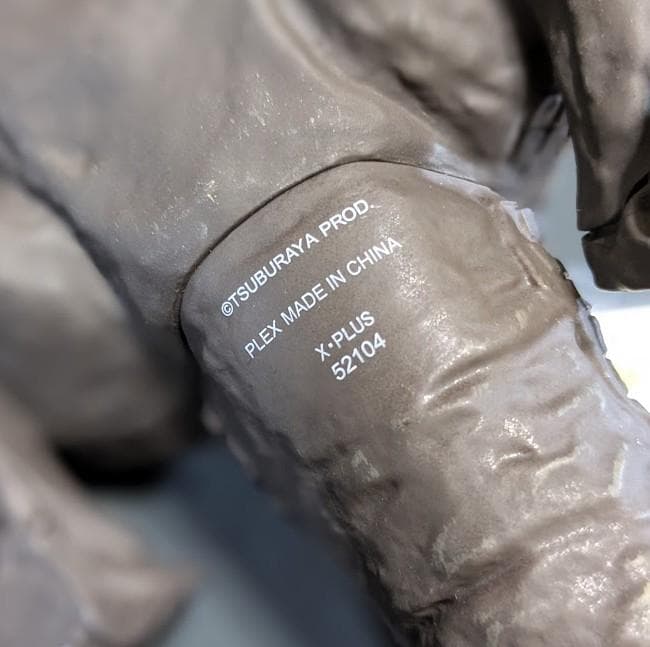 ©TSUBURAYA PROD.
PLEX MADE IN CHINA
X·PLUS
52104